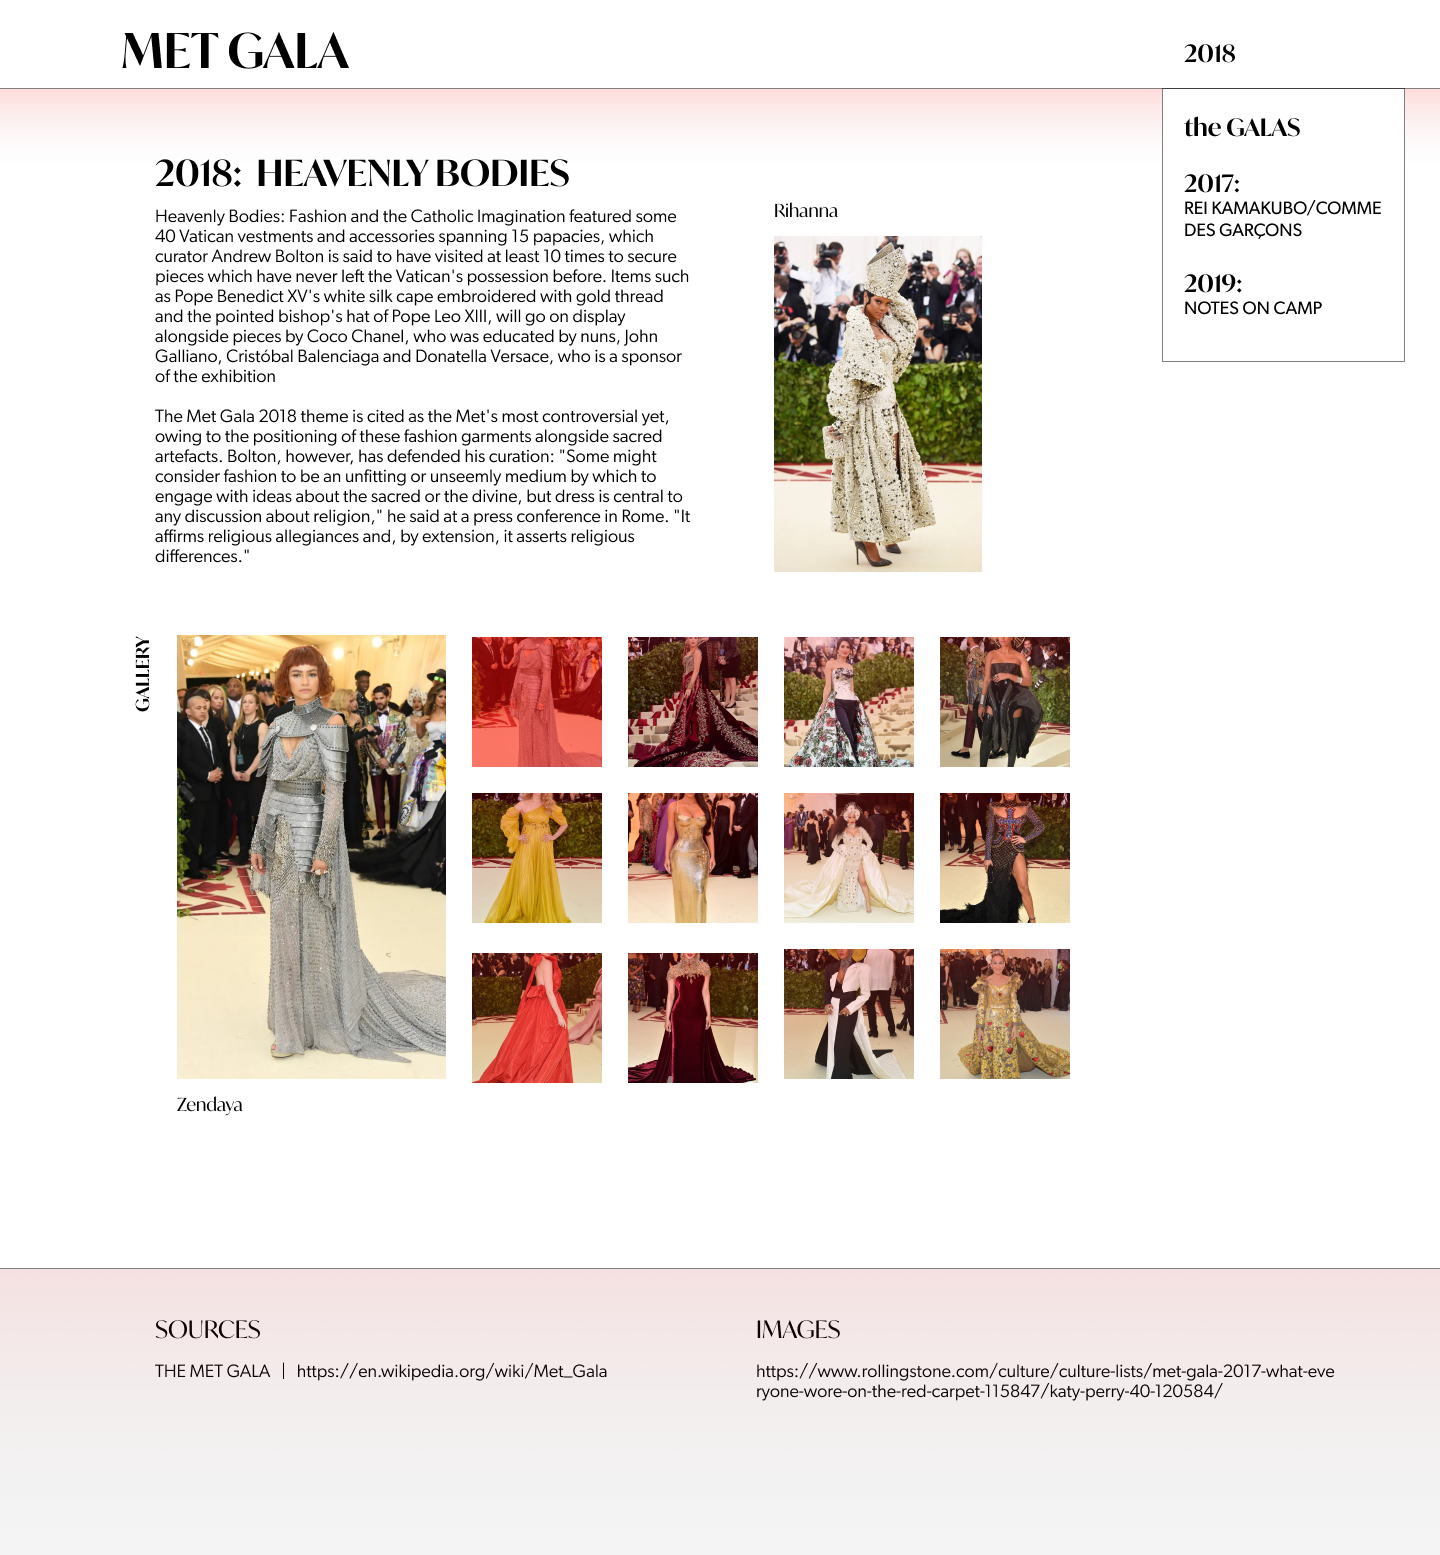 MET GALA
2018
the GALAS
2017:
REI KAMAKUBO/COMME
DES GARÇONS
2019:
NOTES ON CAMP
2018:  HEAVENLY BODIES
Heavenly Bodies: Fashion and the Catholic Imagination featured some
40 Vatican vestments and accessories spanning 15 papacies, which
curator Andrew Bolton is said to have visited at least 10 times to secure
pieces which have never left the Vatican's possession before. Items such
as Pope Benedict XV's white silk cape embroidered with gold thread
and the pointed bishop's hat of Pope Leo XIII, will go on display
alongside pieces by Coco Chanel, who was educated by nuns, John
Galliano, Cristóbal Balenciaga and Donatella Versace, who is a sponsor
of the exhibition
The Met Gala 2018 theme is cited as the Met's most controversial yet,
owing to the positioning of these fashion garments alongside sacred
artefacts. Bolton, however, has defended his curation: "Some might
consider fashion to be an unfitting or unseemly medium by which to
engage with ideas about the sacred or the divine, but dress is central to
any discussion about religion," he said at a press conference in Rome. "It
affirms religious allegiances and, by extension, it asserts religious
differences."
Rihanna
GALLERY
Zendaya
SOURCES
THE MET GALA | https://en.wikipedia.org/wiki/Met_Gala
IMAGES
https://www.rollingstone.com/culture/culture-lists/met-gala-2017-what-eve
ryone-wore-on-the-red-carpet-115847/katy-perry-40-120584/